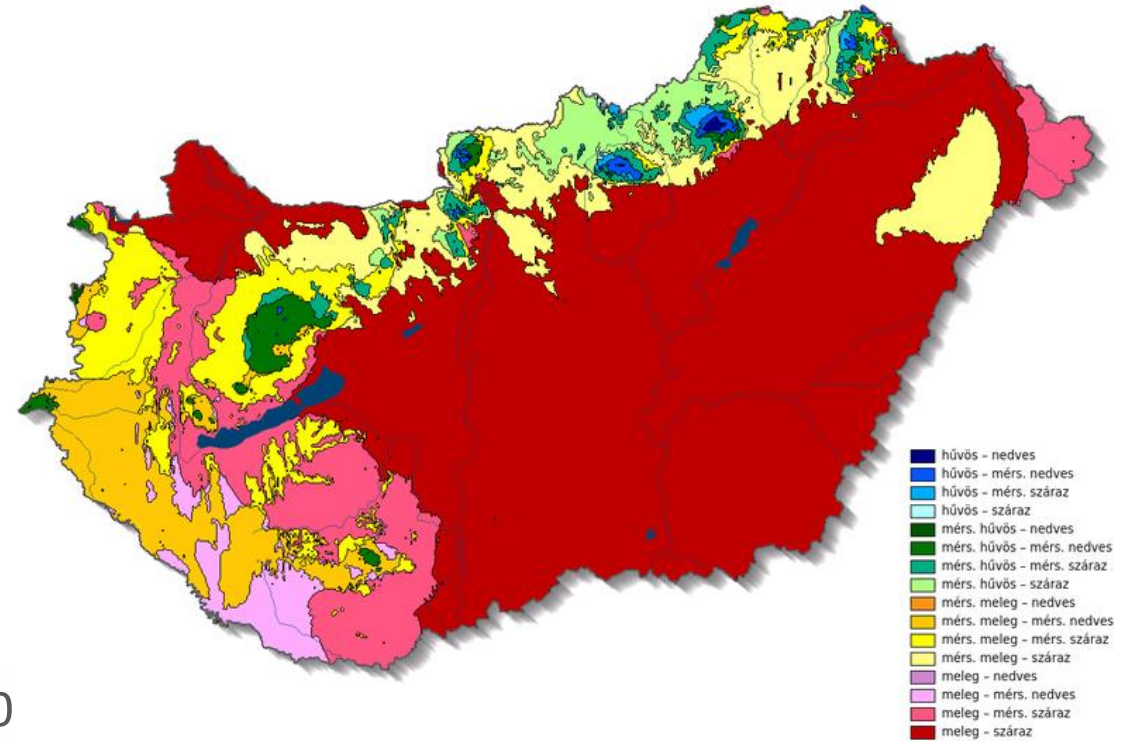 hűvös – nedves
hűvös – mérs. nedves
hűvös – mérs. száraz
hűvös – száraz
mérs. hűvös – nedves
mérs. hűvös – mérs. nedves
mérs. hűvös – mérs. száraz
mérs. hűvös – száraz
mérs. meleg – nedves
mérs. meleg – mérs. nedves
mérs. meleg – mérs. száraz
mérs. meleg – száraz
meleg – nedves
meleg – mérs. nedves
meleg – mérs. száraz
meleg – száraz